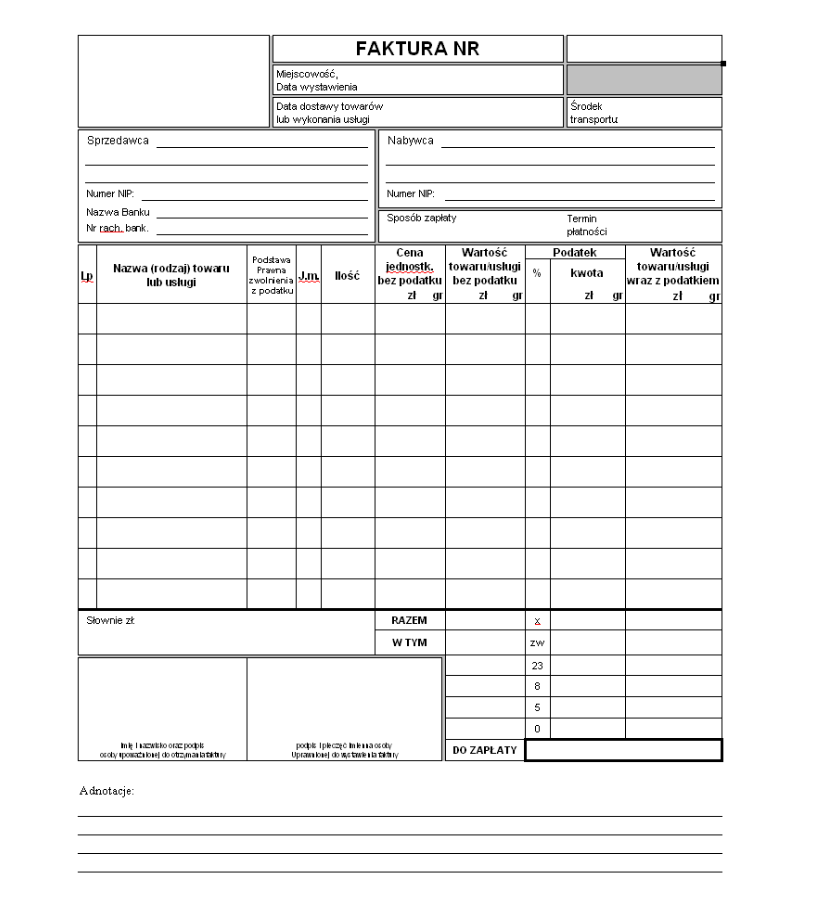 FAKTURA NR
Miejscowość,
Data wystawienia
Data dostawy towarów
lub wykonania usługi
Środek
transportu:
Sprzedawca
Numer NIP:
Nazwa Banku
Nr rach. bank.
Nabywca
Numer NIP:
Sposób zapłaty
Termin
płatności
Lp
Nazwa (rodzaj) towaru
lub usługi
Podstawa
Prawna
zwolnienia
z podatku
J.m.
Ilość
Cena
jednostk.
bez podatku
zł gr
Wartość
towaru/usługi
bez podatku
zł gr
Podatek
%
kwota
zł gr
Wartość
towaru/usługi
wraz z podatkiem
zł gr
Słownie zł:
RAZEM
x
W TYM
zw
23
8
5
0
DO ZAPŁATY
Imię i nazwisko oraz podpis
osoby upoważnionej do otrzymania faktury
podpis i pieczęć imienna osoby
Uprawnionej do wystawienia faktury
Adnotacje: